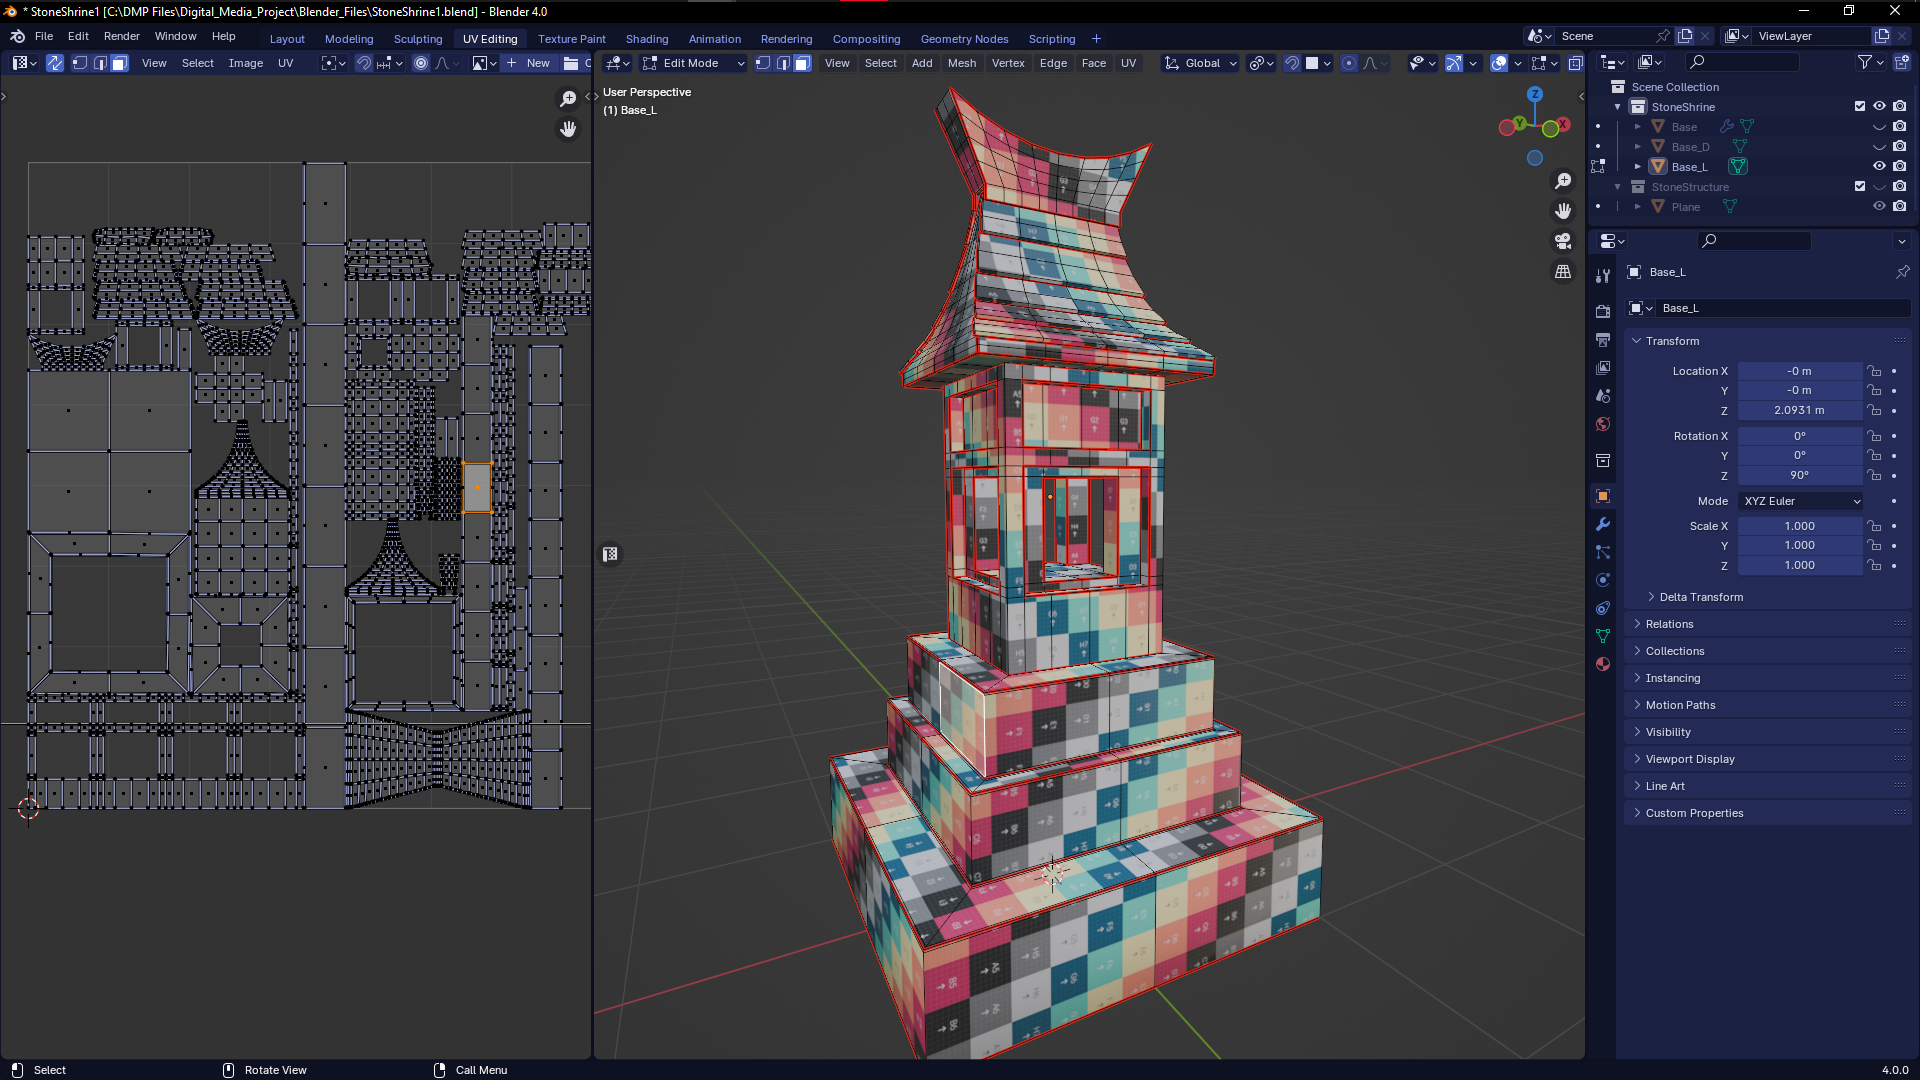 * StoneShrine1 [C:\DMP Files\Digital_Media_Project\Blender_Files\StoneShrine1.blend] - Blender 4.0
File Edit Render Window Help
Layout Modeling Sculpting UV Editing Texture Paint Shading Animation Rendering Compositing Geometry Nodes Scripting +
Scene
ViewLayer
View Select Image UV
New
Edit Mode
View Select Add Mesh Vertex Edge Face UV
Global
User Perspective
(1) Base_L
Z
Y
X
Scene Collection
StoneShrine
Base
Base_D
Base_L
StoneStructure
Plane
Base_L
Base_L
Transform
Location X -0 m
Y -0 m
Z 2.0931 m
Rotation X 0°
Y 0°
Z 90°
Mode XYZ Euler
Scale X 1.000
Y 1.000
Z 1.000
Delta Transform
Relations
Collections
Instancing
Motion Paths
Visibility
Viewport Display
Line Art
Custom Properties
Select
Rotate View
Call Menu
4.0.0